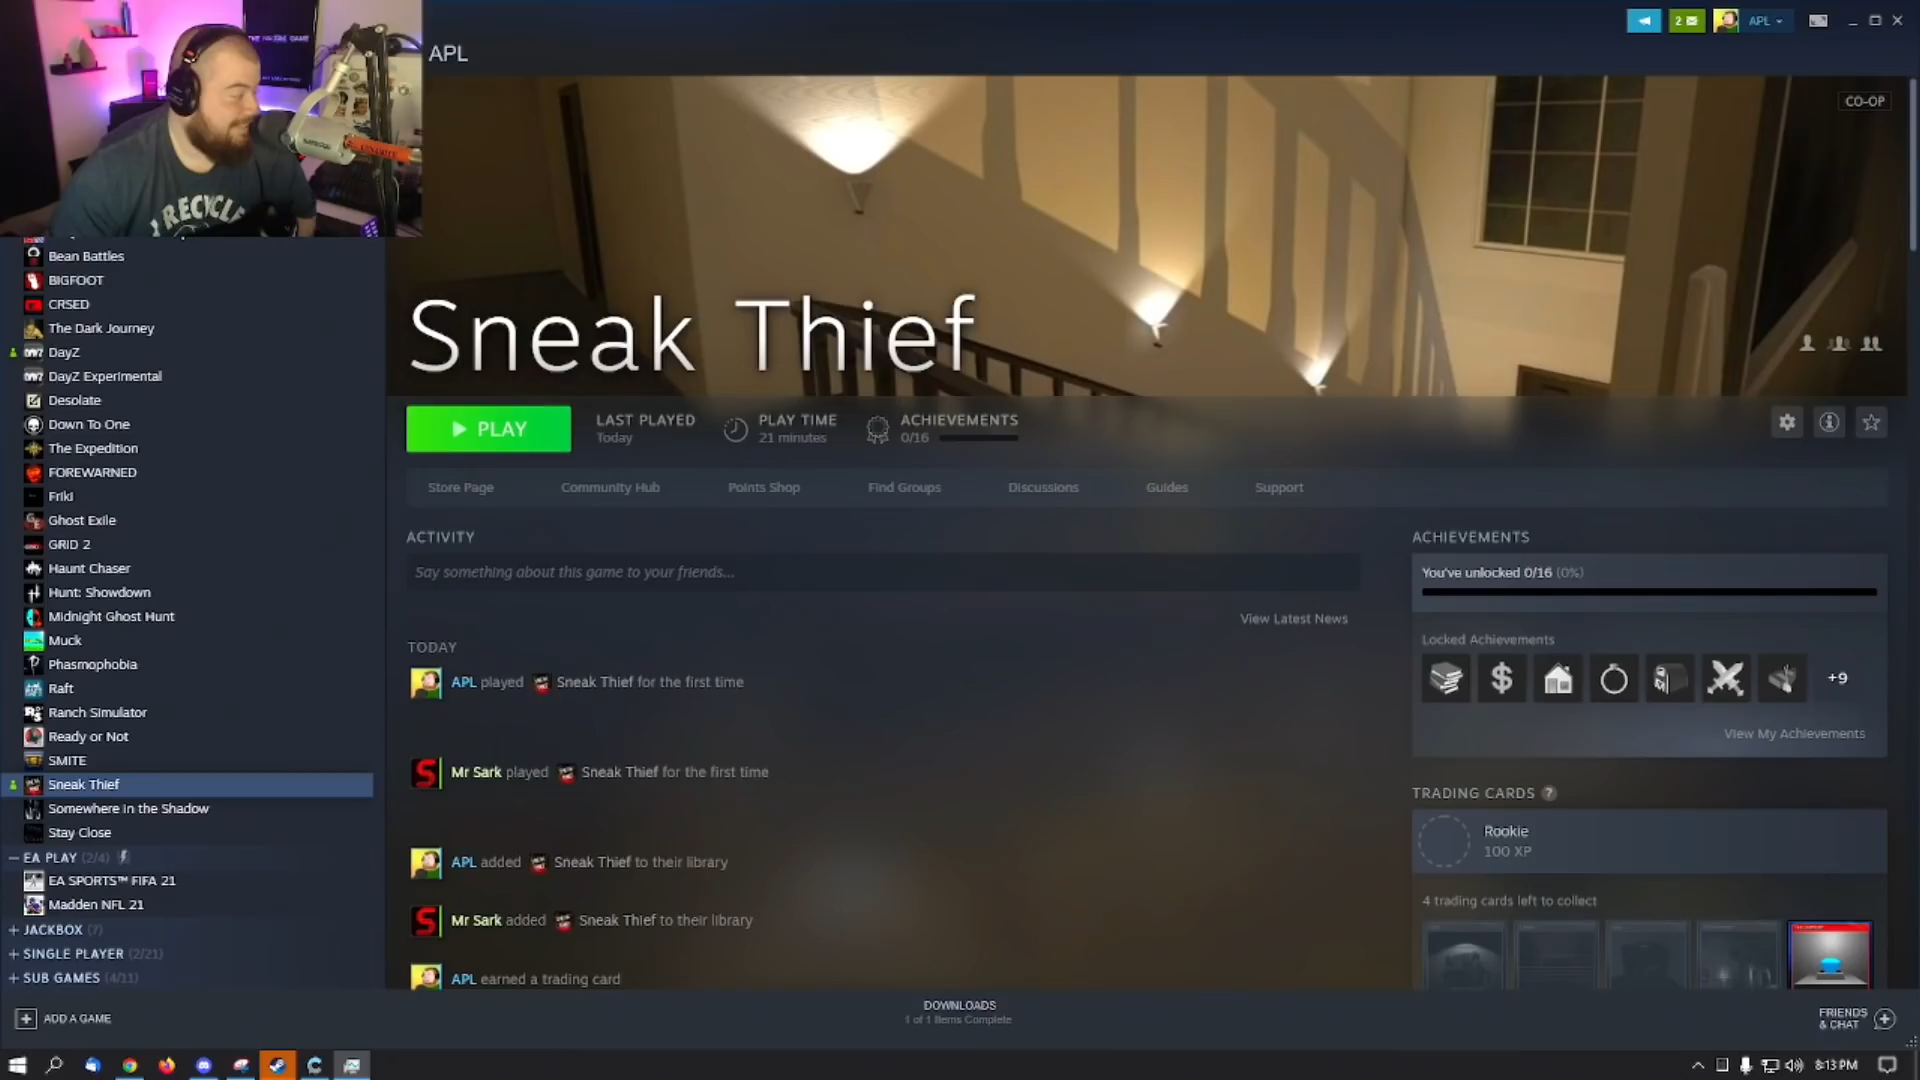 APL
2
APL
CO-OP
RECYCLE
Sneak Thief
Bean Battles
BIGFOOT
CRSED
The Dark Journey
DayZ
DayZ Experimental
Desolate
Down To One
The Expedition
FOREWARNED
Friki
Ghost Exile
GRID 2
Haunt Chaser
Hunt: Showdown
Midnight Ghost Hunt
Muck
Phasmophobia
Raft
Ranch Simulator
Ready or Not
SMITE
Sneak Thief
Somewhere in the Shadow
Stay Close
EA PLAY (2/4)
EA SPORTS™ FIFA 21
Madden NFL 21
JACKBOX (7)
SINGLE PLAYER (2/21)
SUB GAMES (4/11)
PLAY
LAST PLAYED
Today
PLAY TIME
21 minutes
ACHIEVEMENTS
0/16
Store Page Community Hub Points Shop Find Groups Discussions Guides Support
ACTIVITY
Say something about this game to your friends...
View Latest News
TODAY
APL played Sneak Thief for the first time
Mr Sark played Sneak Thief for the first time
APL added Sneak Thief to their library
Mr Sark added Sneak Thief to their library
APL earned a trading card
ACHIEVEMENTS
You've unlocked 0/16 (0%)
Locked Achievements
+9
View My Achievements
TRADING CARDS ?
Rookie
100 XP
4 trading cards left to collect
ADD A GAME
DOWNLOADS
1 of 1 Items Complete
FRIENDS
& CHAT
8:13 PM